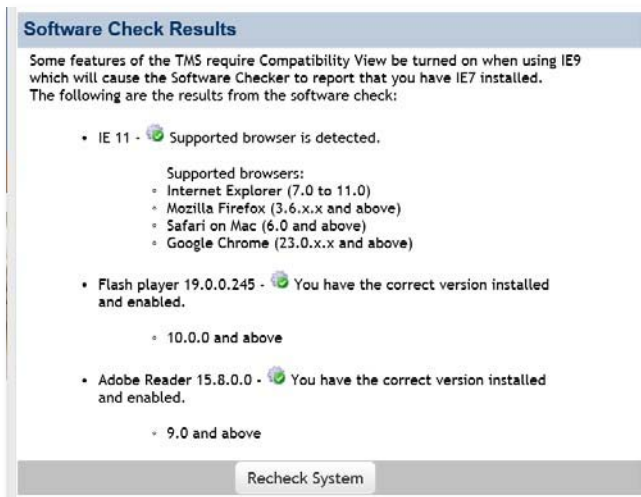 Software Check Results
Some features of the TMS require Compatibility View be turned on when using IE9
which will cause the Software Checker to report that you have IE7 installed.
The following are the results from the software check:
• IE 11 - Supported browser is detected.
Supported browsers:
◦ Internet Explorer (7.0 to 11.0)
◦ Mozilla Firefox (3.6.x.x and above)
◦ Safari on Mac (6.0 and above)
◦ Google Chrome (23.0.x.x and above)
• Flash player 19.0.0.245 - You have the correct version installed
and enabled.
◦ 10.0.0 and above
• Adobe Reader 15.8.0.0 - You have the correct version installed
and enabled.
◦ 9.0 and above
Recheck System